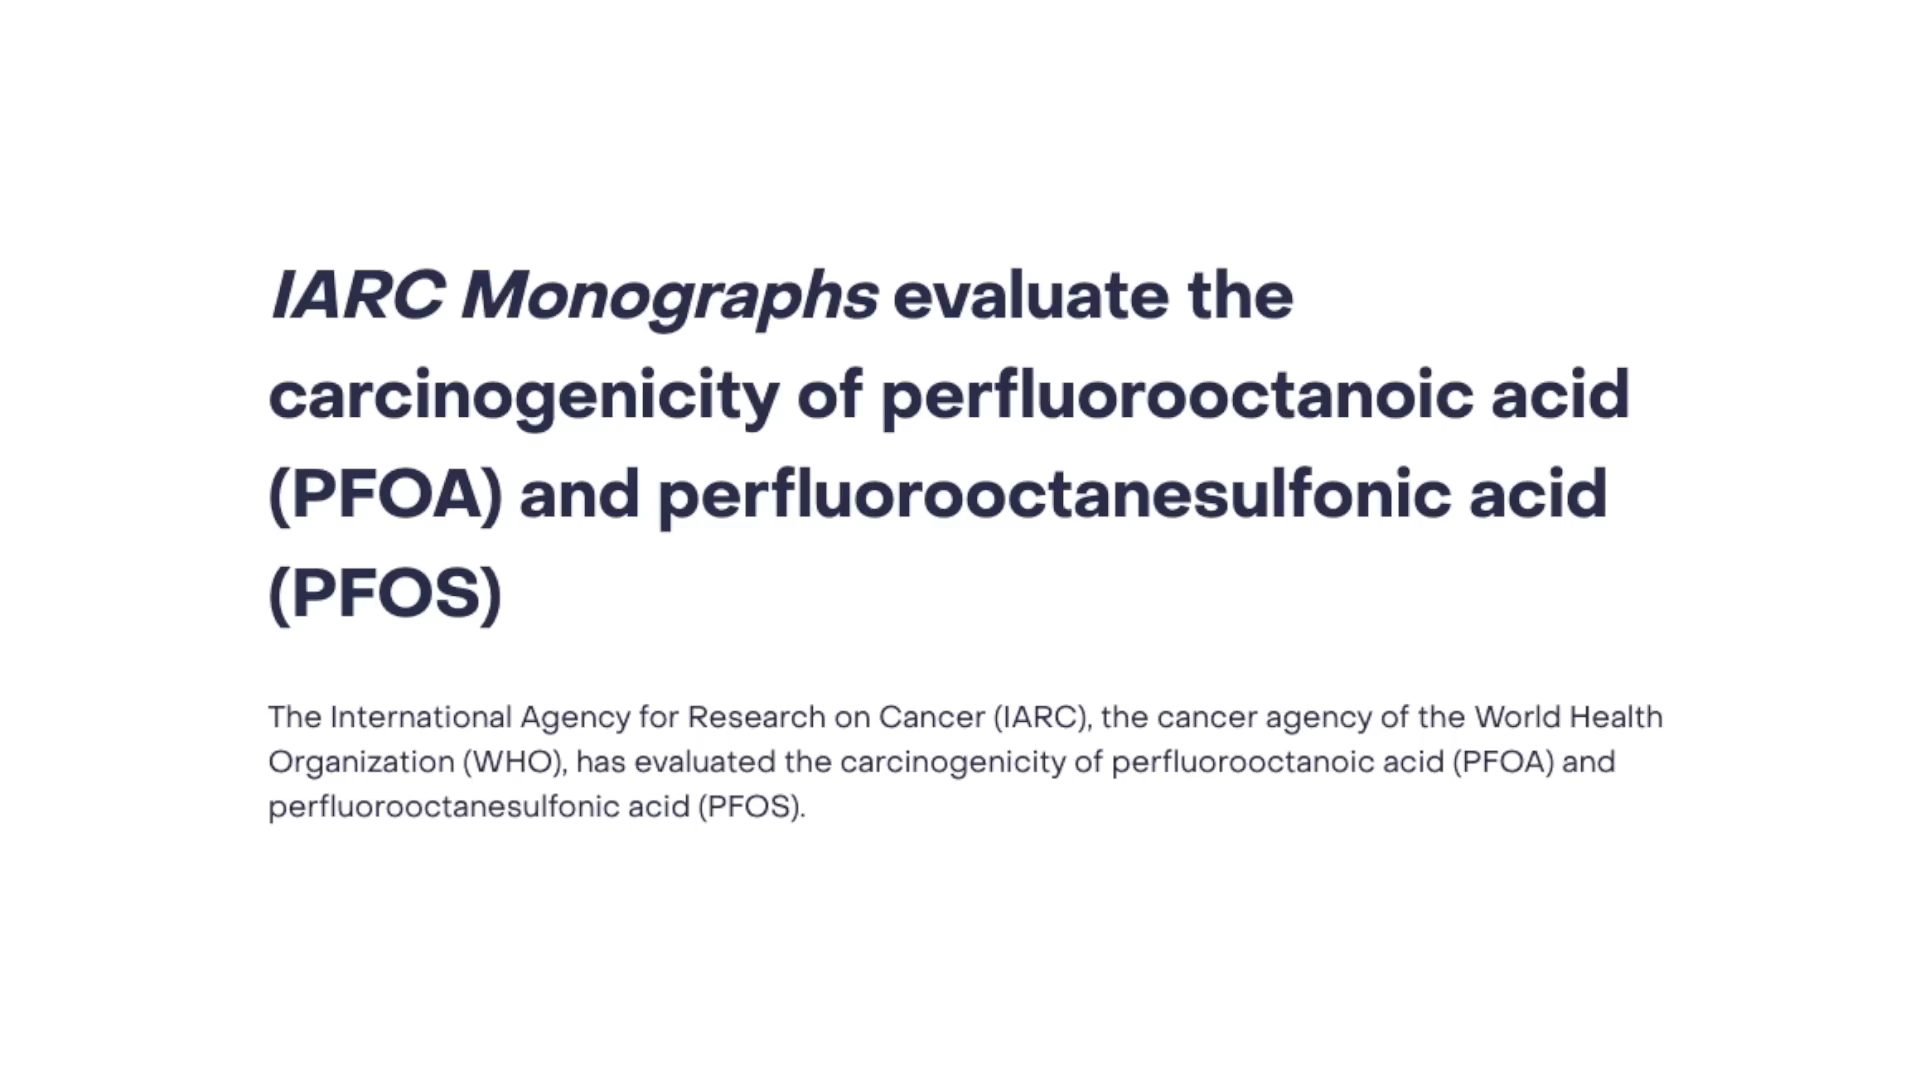 IARC Monographs evaluate the
carcinogenicity of perfluorooctanoic acid
(PFOA) and perfluorooctanesulfonic acid
(PFOS)
The International Agency for Research on Cancer (IARC), the cancer agency of the World Health
Organization (WHO), has evaluated the carcinogenicity of perfluorooctanoic acid (PFOA) and
perfluorooctanesulfonic acid (PFOS).